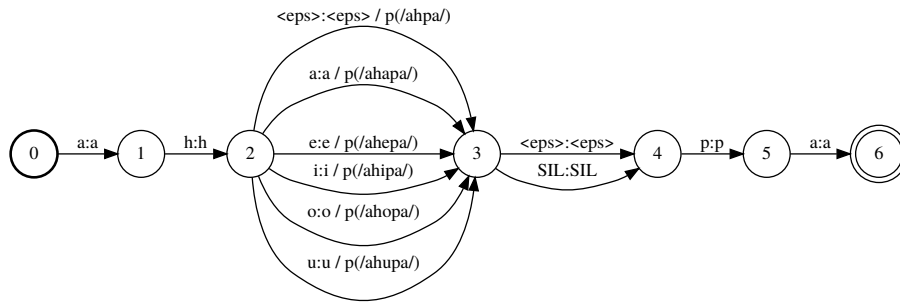 <eps>:<eps> / p(/ahpa/)
a:a / p(/ahapa/)
0 a:a 1 h:h 2 e:e / p(/ahepa/) 3 <eps>:<eps> 4 p:p 5 a:a 6
i:i / p(/ahipa/) SIL:SIL
o:o / p(/ahopa/)
u:u / p(/ahupa/)